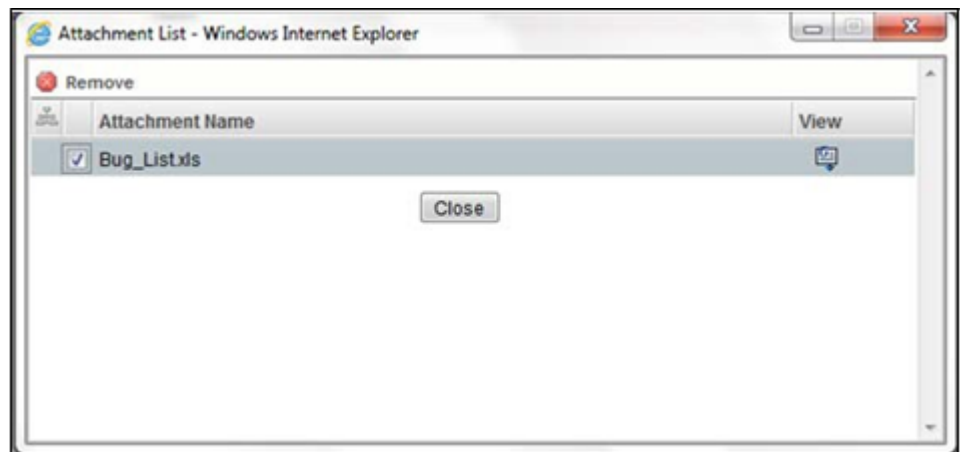 Attachment List - Windows Internet Explorer
Remove
Attachment Name View
Bug_List.xls
Close